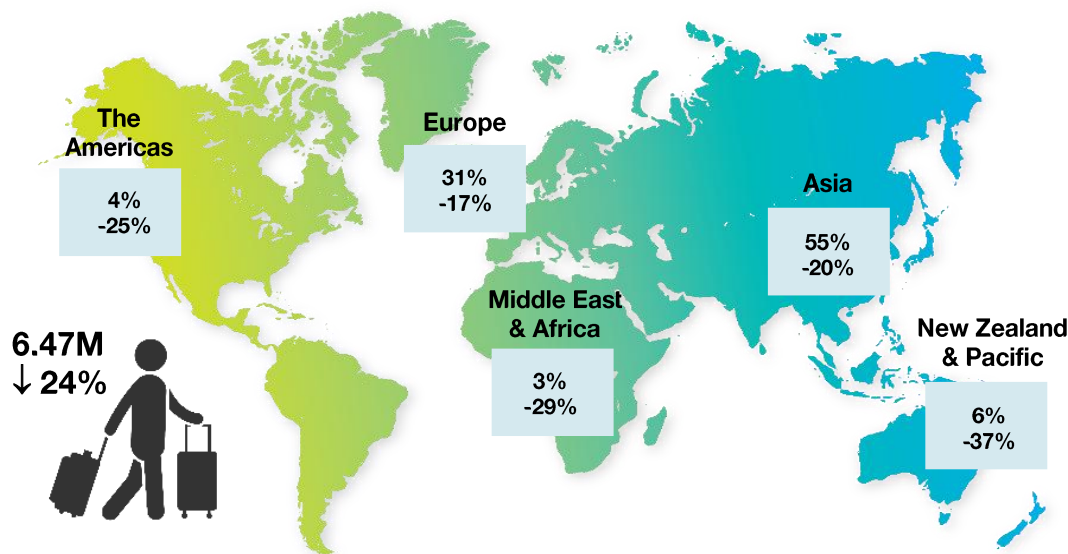 The
Americas
4%
-25%
Europe
31%
-17%
Asia
55%
-20%
Middle East
& Africa
3%
-29%
New Zealand
& Pacific
6%
-37%
6.47M
↓ 24%